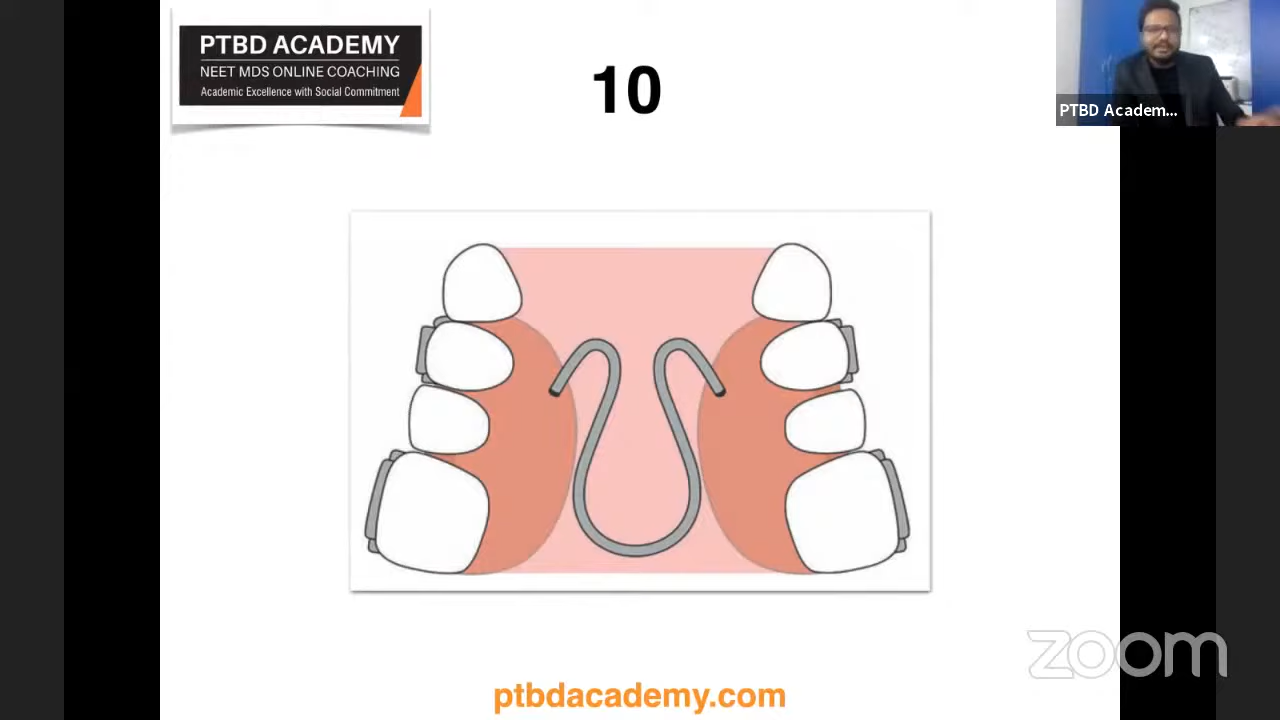 PTBD ACADEMY
NEET MDS ONLINE COACHING
Academic Excellence with Social Commitment
10
PTBD Academ...
zoom
ptbdacademy.com